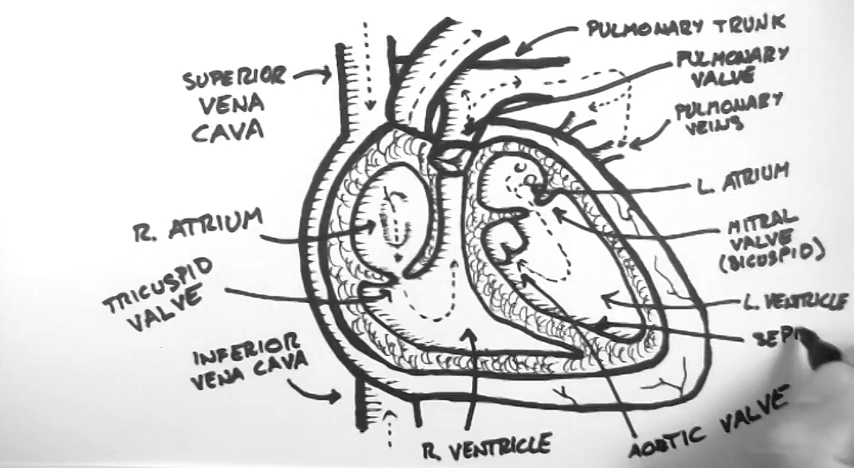 PULMONARY TRUNK
PULMONARY
VALVE
SUPERIOR
VENA
CAVA
PULMONARY
VEINS
L. ATRIUM
R. ATRIUM
MITRAL
VALVE
(BICUSPID)
TRICUSPID
VALVE
L. VENTRICLE
SEP
INFERIOR
VENA CAVA
AORTIC VALVE
R. VENTRICLE